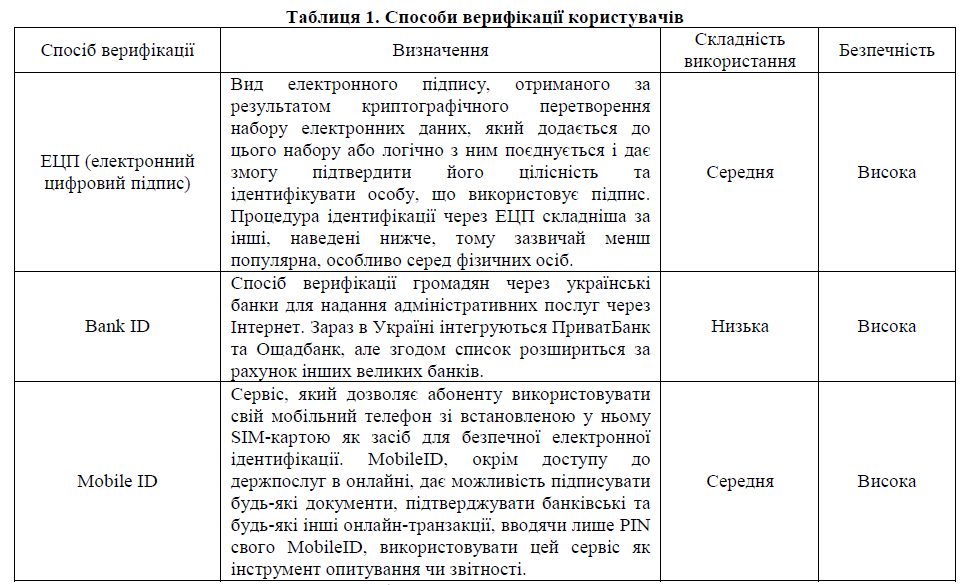 Таблиця 1. Способи верифікації користувачів
Спосіб верифікації
Визначення
Складність
використання
Безпечність
ЕЦП (електронний
цифровий підпис)
Вид електронного підпису, отриманого за
результатом криптографічного перетворення
набору електронних даних, який додається до
цього набору або логічно з ним поєднується і дає
змогу підтвердити його цілісність та
ідентифікувати особу, що використовує підпис.
Процедура ідентифікації через ЕЦП складніша за
інші, наведені нижче, тому зазвичай менш
популярна, особливо серед фізичних осіб.
Середня
Висока
Bank ID
Спосіб верифікації громадян через українські
банки для надання адміністративних послуг через
Інтернет. Зараз в Україні інтегруються ПриватБанк
та Ощадбанк, але згодом список розшириться за
рахунок інших великих банків.
Низька
Висока
Mobile ID
Сервіс, який дозволяє абоненту використовувати
свій мобільний телефон зі встановленою у ньому
SIM-картою як засіб для безпечної електронної
ідентифікації. MobileID, окрім доступу до
держпослуг в онлайні, дає можливість підписувати
будь-які документи, підтверджувати банківські та
будь-які інші онлайн-транзакції, вводячи лише PIN
свого MobileID, використовувати цей сервіс як
інструмент опитування чи звітності.
Середня
Висока